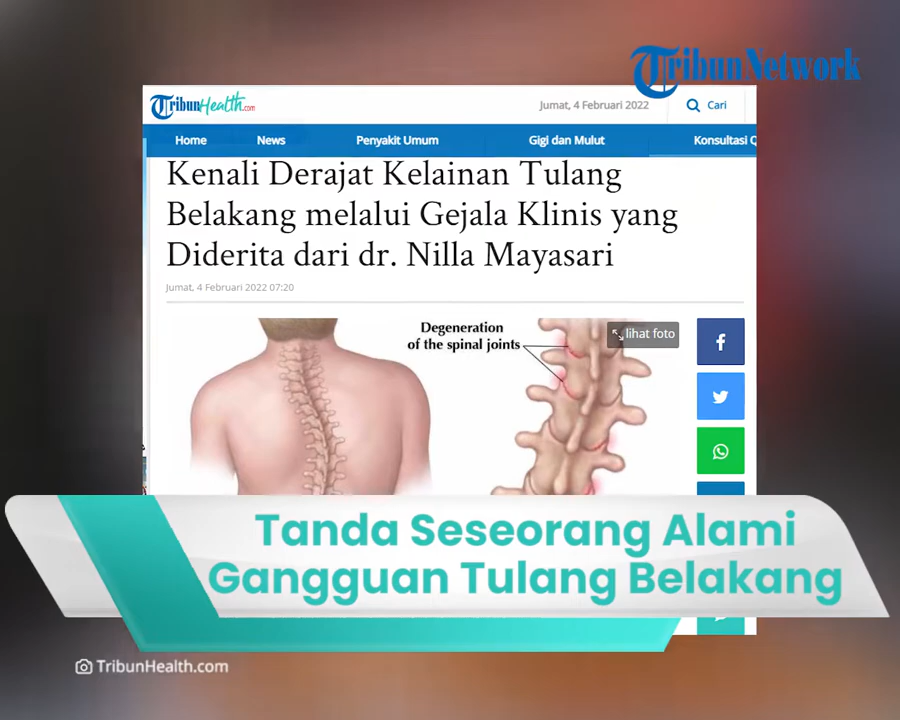 TribunNetwork
TribunHealth.com
Jumat, 4 Februari 2022
Cari
Home
News
Penyakit Umum
Gigi dan Mulut
Konsultasi
Kenali Derajat Kelainan Tulang
Belakang melalui Gejala Klinis yang
Diderita dari dr. Nilla Mayasari
Jumat, 4 Februari 2022 07:20
Degeneration
of the spinal joints
lihat foto
Tanda Seseorang Alami
Gangguan Tulang Belakang
TribunHealth.com